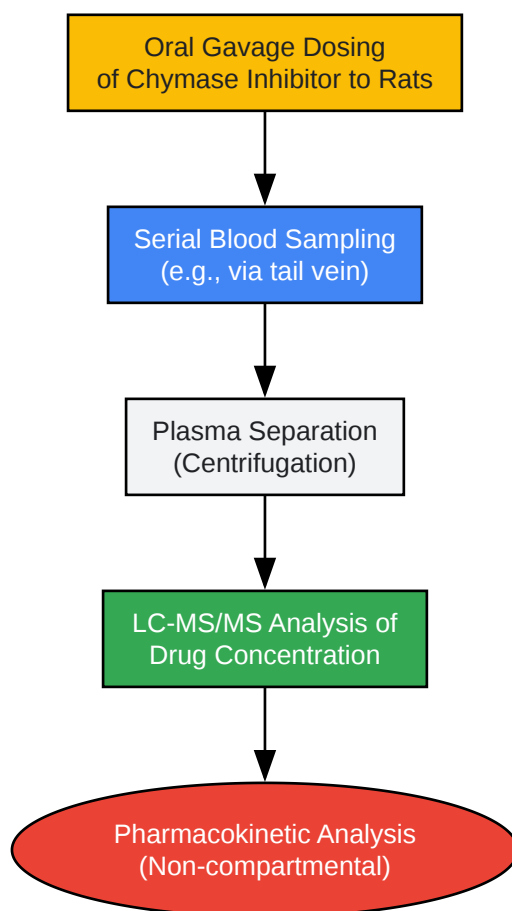 Oral Gavage Dosing
of Chymase Inhibitor to Rats
Serial Blood Sampling
(e.g., via tail vein)
Plasma Separation
(Centrifugation)
LC-MS/MS Analysis of
Drug Concentration
Pharmacokinetic Analysis
(Non-compartmental)